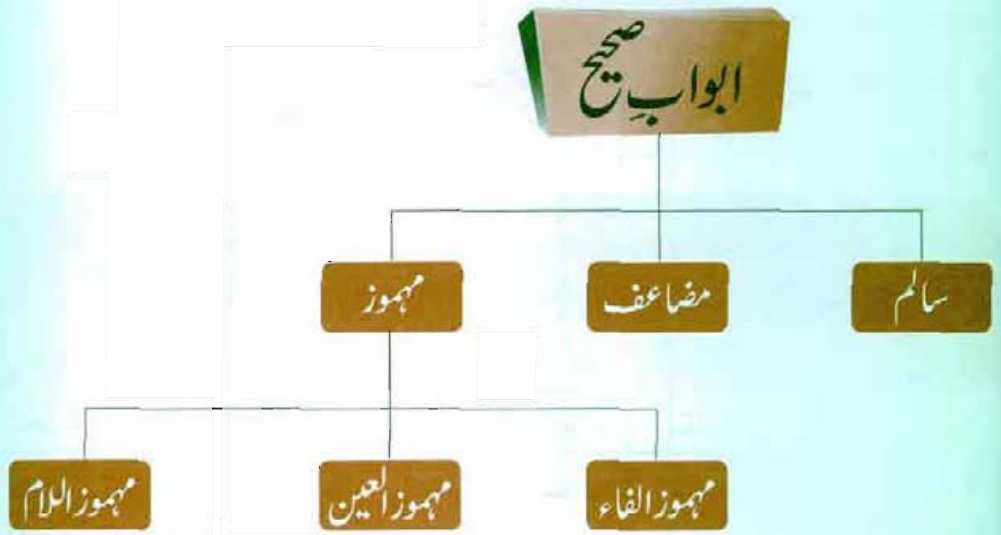 ابوابِ صحیح
سالم
مضاعف
مہموز
مہموز الفاء
مہموز العین
مہموز اللام